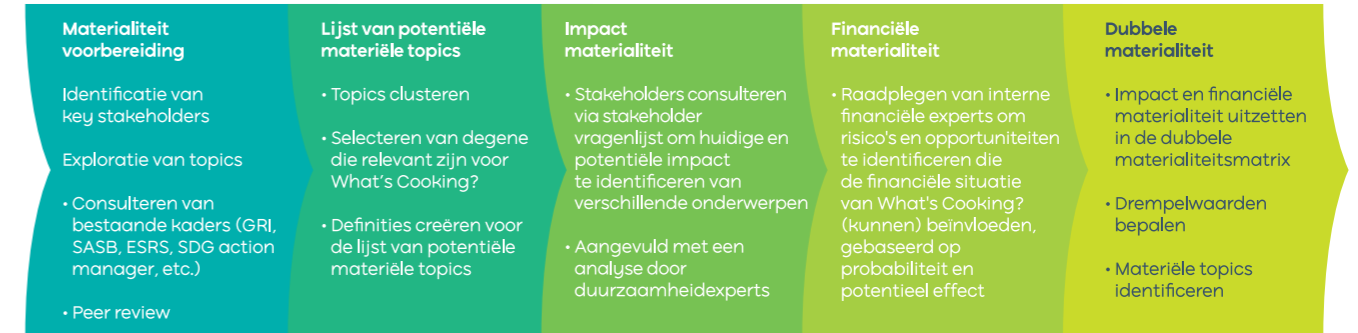 Materialiteit
voorbereiding
Identificatie van
key stakeholders
Exploratie van topics
• Consulteren van
bestaande kaders (GRI,
SASB, ESRS, SDG action
manager, etc.)
• Peer review
Lijst van potentiële
materiële topics
• Topics clusteren
• Selecteren van degene
die relevant zijn voor
What's Cooking?
• Definities creëren voor
de lijst van potentiële
materiële topics
Impact
materialiteit
• Stakeholders consulteren
via stakeholder
vragenlijst om huidige en
potentiële impact
te identificeren van
verschillende onderwerpen
• Aangevuld met een
analyse door
duurzaamheidexperts
Financiële
materialiteit
• Raadplegen van interne
financiële experts om
risico's en opportuniteiten
te identificeren die
de financiële situatie
van What's Cooking?
(kunnen) beïnvloeden,
gebaseerd op
probabiliteit en
potentieel effect
Dubbele
materialiteit
• Impact en financiële
materialiteit uitzetten
in de dubbele
materialiteitsmatrix
• Drempelwaarden
bepalen
• Materiële topics
identificeren